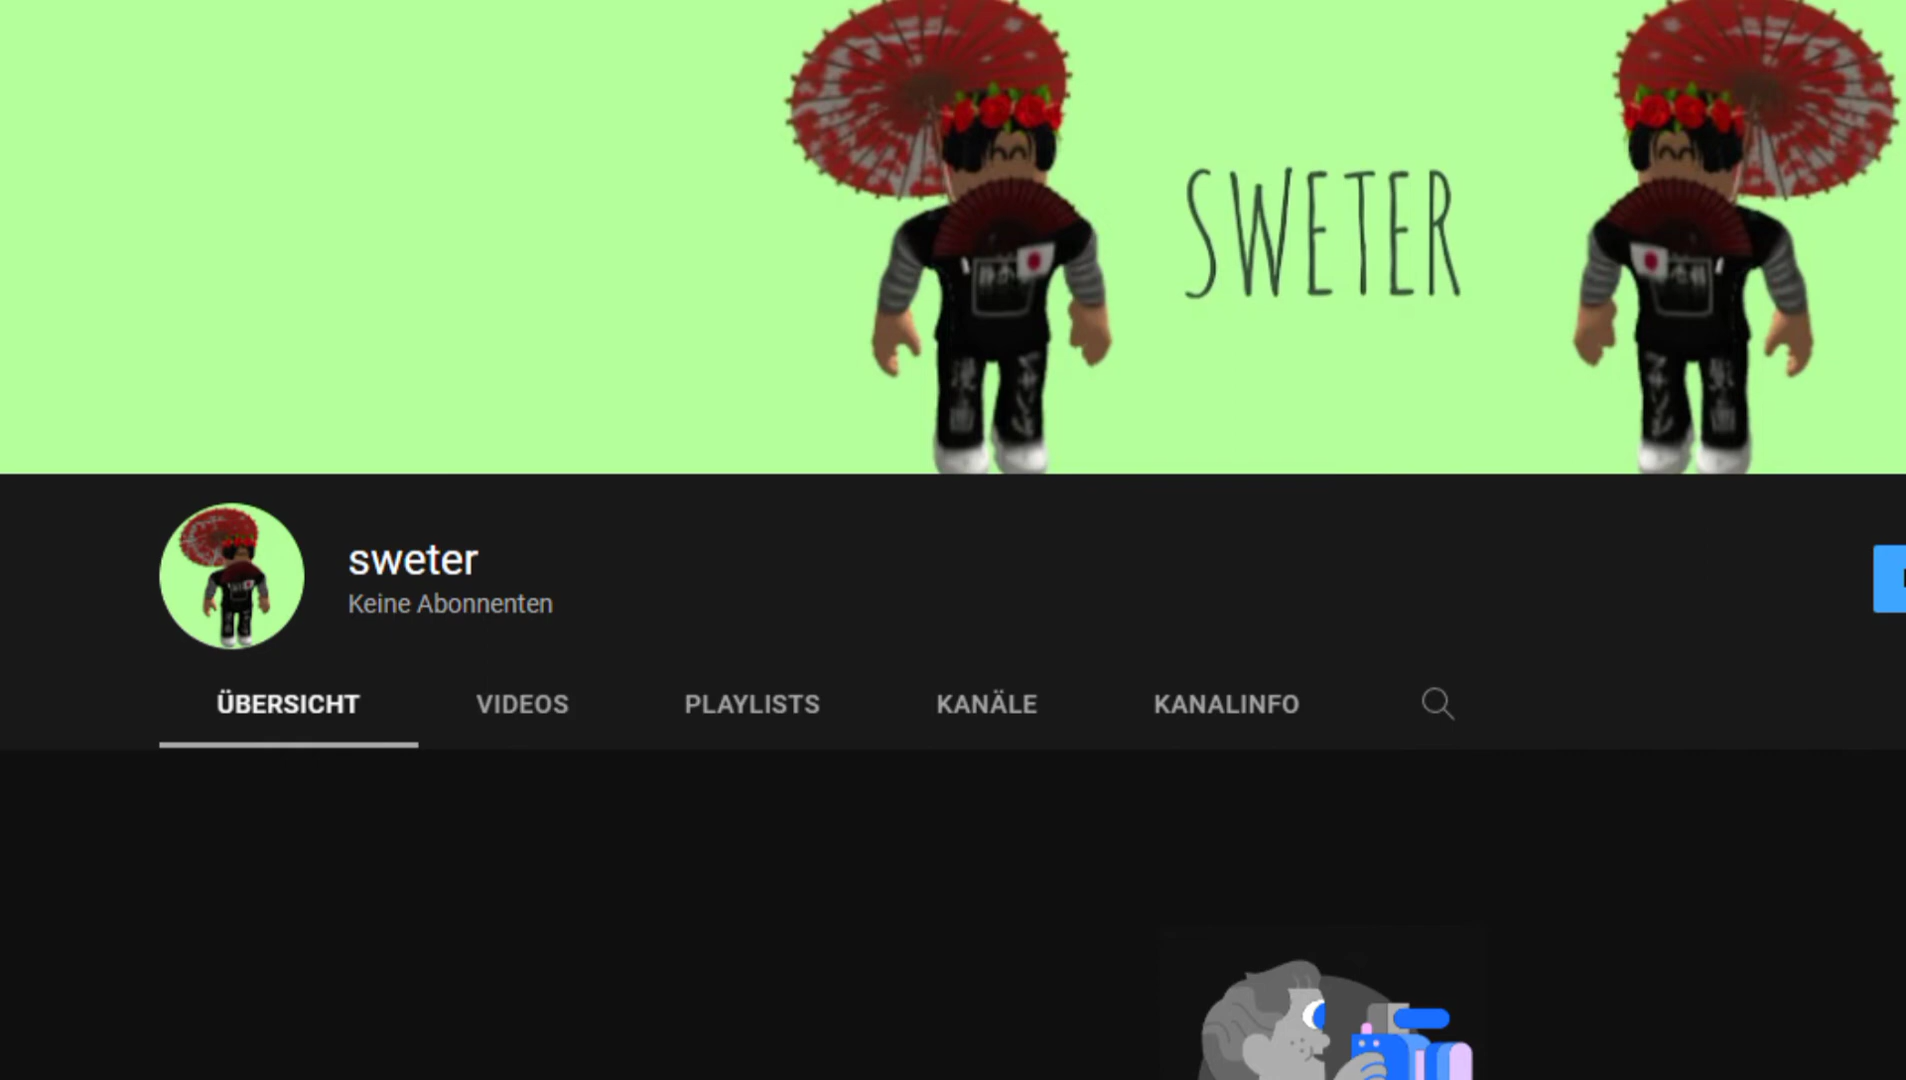 SWETER
sweter
Keine Abonnenten
ÜBERSICHT
VIDEOS
PLAYLISTS
KANÄLE
KANALINFO